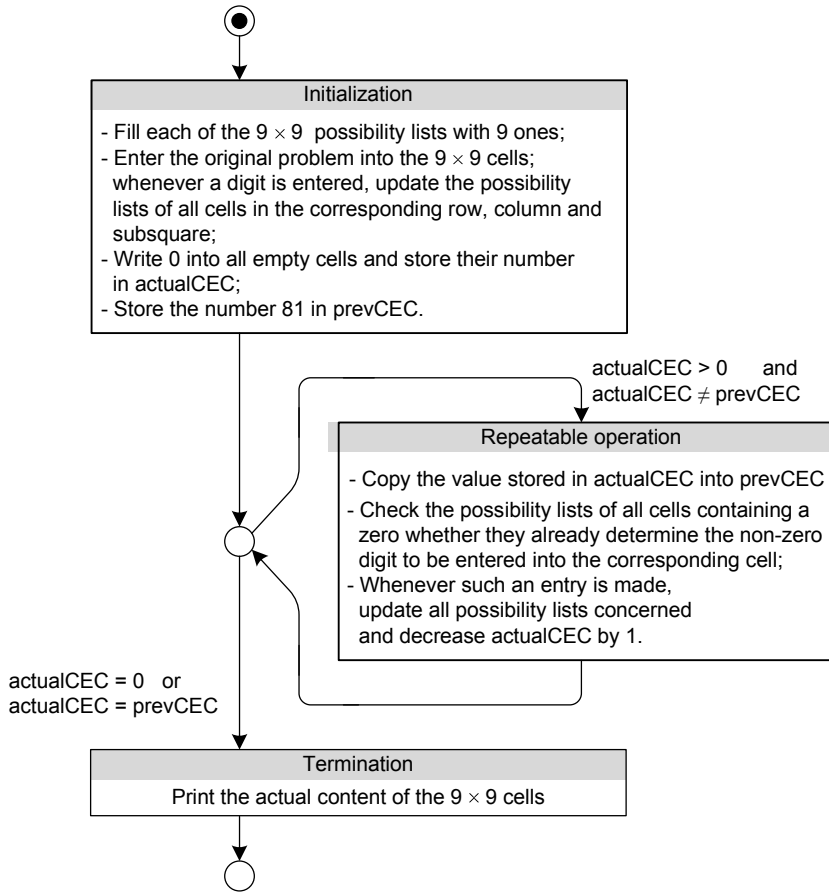 Initialization
- Fill each of the 9 × 9 possibility lists with 9 ones;
- Enter the original problem into the 9 × 9 cells;
whenever a digit is entered, update the possibility
lists of all cells in the corresponding row, column and
subsquare;
- Write 0 into all empty cells and store their number
in actualCEC;
- Store the number 81 in prevCEC.
actualCEC > 0 and
actualCEC ≠ prevCEC
Repeatable operation
- Copy the value stored in actualCEC into prevCEC
- Check the possibility lists of all cells containing a
zero whether they already determine the non-zero
digit to be entered into the corresponding cell;
- Whenever such an entry is made,
update all possibility lists concerned
and decrease actualCEC by 1.
actualCEC = 0 or
actualCEC = prevCEC
Termination
Print the actual content of the 9 × 9 cells